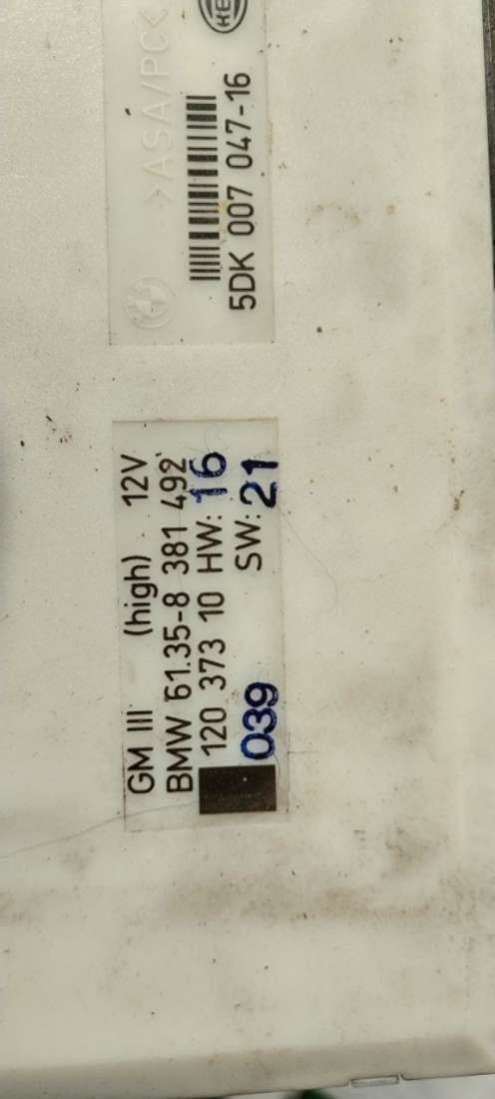 GM III (high) 12V
BMW 61.35-8 381 492
120 373 10 HW: 16
039 SW: 21
>ASA/PC<
5DK 007 047-16